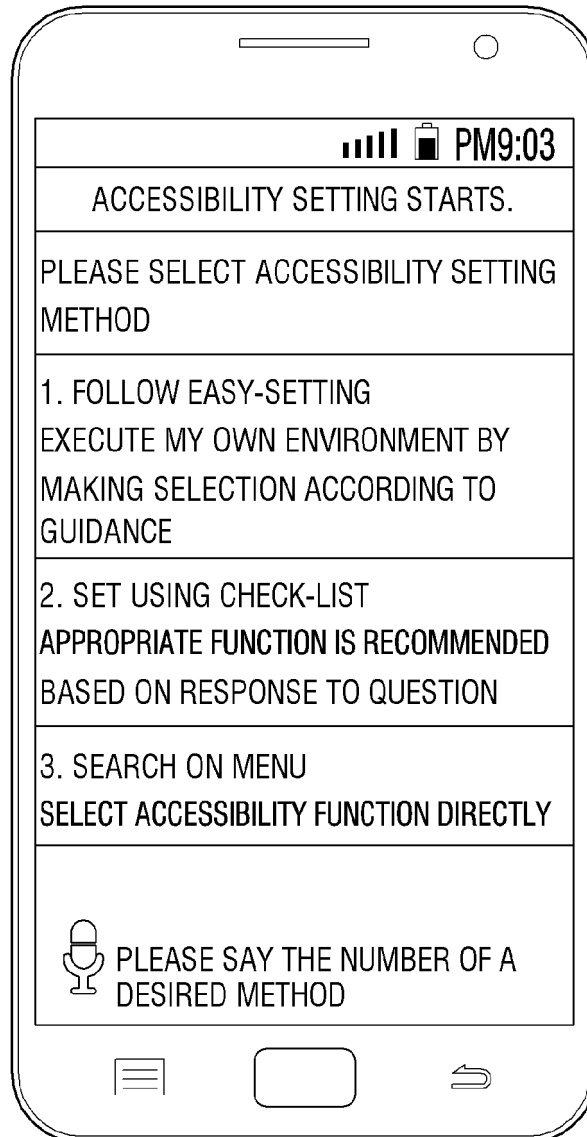 PM9:03
ACCESSIBILITY SETTING STARTS.
PLEASE SELECT ACCESSIBILITY SETTING
METHOD
1. FOLLOW EASY-SETTING
EXECUTE MY OWN ENVIRONMENT BY
MAKING SELECTION ACCORDING TO
GUIDANCE
2. SET USING CHECK-LIST
APPROPRIATE FUNCTION IS RECOMMENDED
BASED ON RESPONSE TO QUESTION
3. SEARCH ON MENU
SELECT ACCESSIBILITY FUNCTION DIRECTLY
PLEASE SAY THE NUMBER OF A
DESIRED METHOD